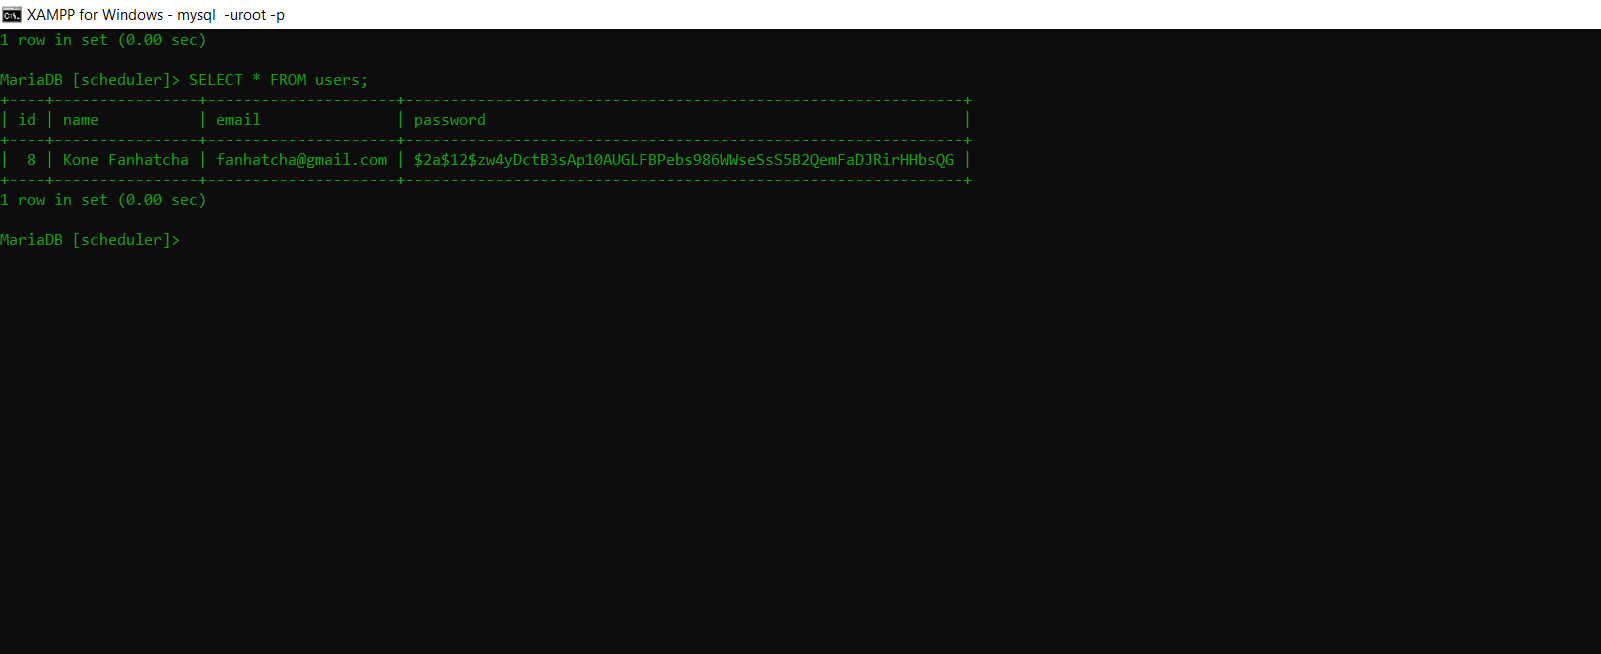 XAMPP for Windows - mysql  -uroot -p
1 row in set (0.00 sec)
MariaDB [scheduler]> SELECT * FROM users;
+----+----------------+---------------------+--------------------------------------------------------------+
| id | name           | email               | password                                                     |
+----+----------------+---------------------+--------------------------------------------------------------+
|  8 | Kone Fanhatcha | fanhatcha@gmail.com | $2a$12$zw4yDctB3sAp10AUGLFBPebs986WWseSsS5B2QemFaDJRirHHbsQG |
+----+----------------+---------------------+--------------------------------------------------------------+
1 row in set (0.00 sec)
MariaDB [scheduler]>